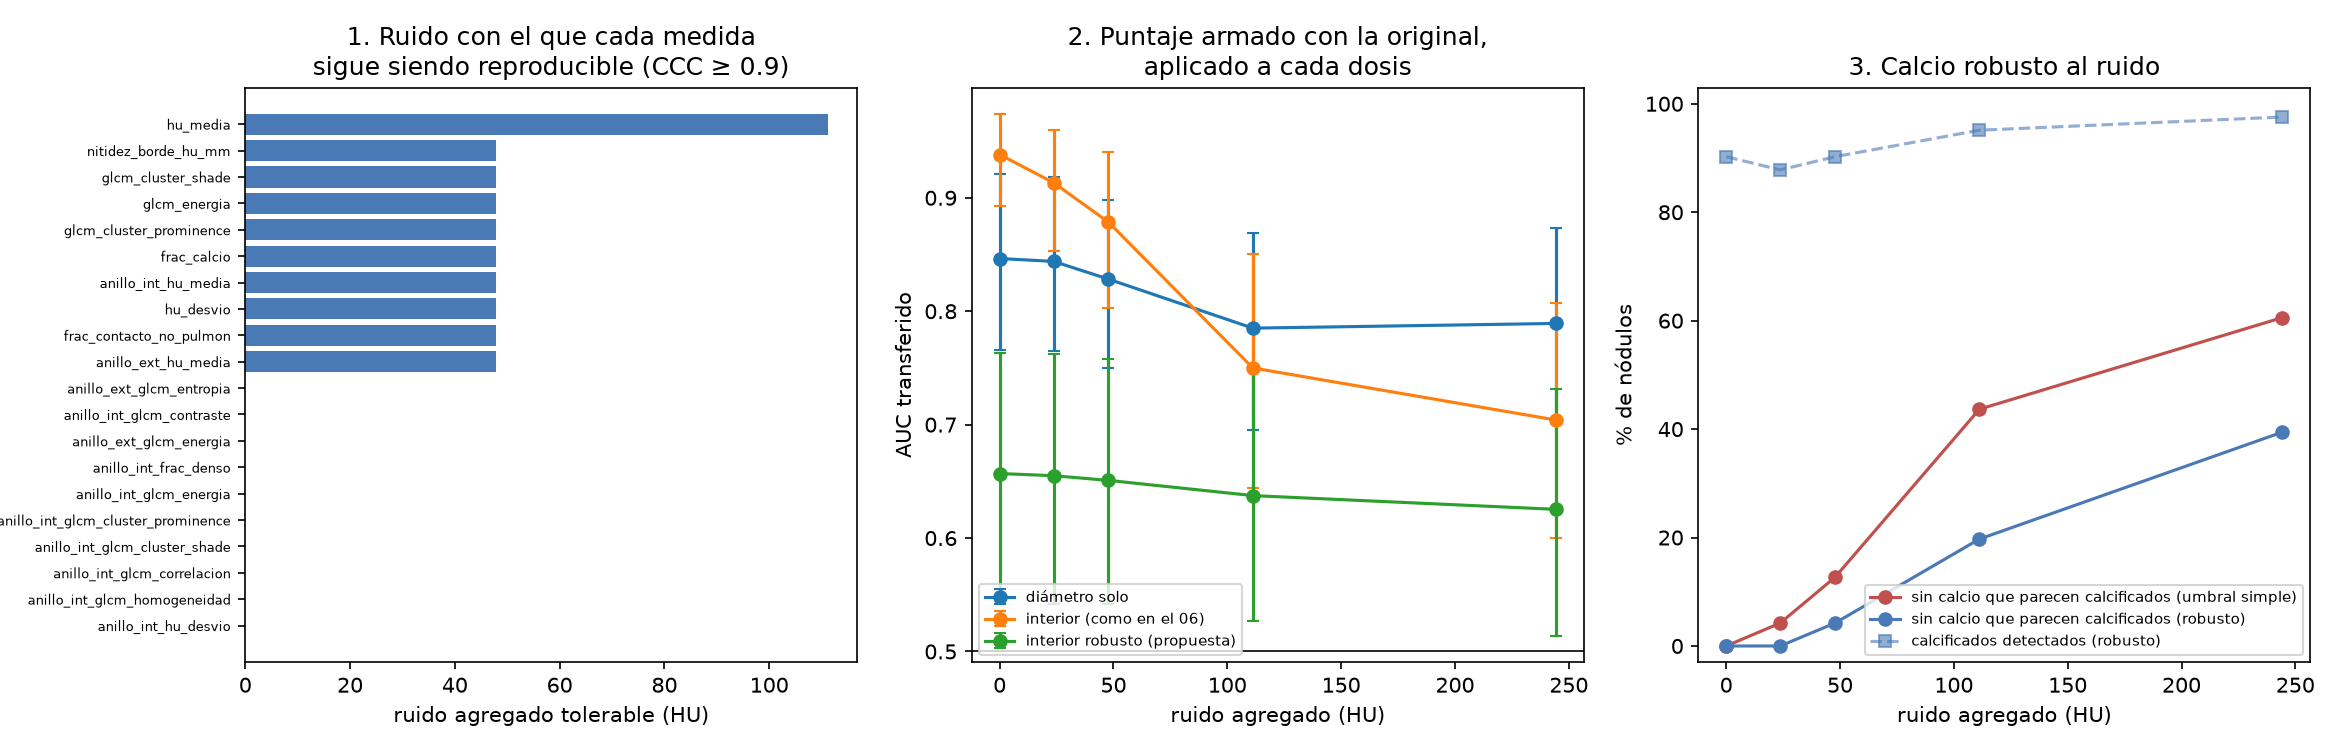 1. Ruido con el que cada medida
sigue siendo reproducible (CCC ≥ 0.9)
hu_media
nitidez_borde_hu_mm
glcm_cluster_shade
glcm_energia
glcm_cluster_prominence
frac_calcio
anillo_int_hu_media
hu_desvio
frac_contacto_no_pulmon
anillo_ext_hu_media
anillo_ext_glcm_entropia
anillo_int_glcm_contraste
anillo_ext_glcm_energia
anillo_int_frac_denso
anillo_int_glcm_energia
anillo_int_glcm_cluster_prominence
anillo_int_glcm_cluster_shade
anillo_int_glcm_correlacion
anillo_int_glcm_homogeneidad
anillo_int_hu_desvio
0 20 40 60 80 100
ruido agregado tolerable (HU)
2. Puntaje armado con la original,
aplicado a cada dosis
AUC transferido
0.9
0.8
0.7
0.6
0.5
diámetro solo
interior (como en el 06)
interior robusto (propuesta)
0 50 100 150 200 250
ruido agregado (HU)
3. Calcio robusto al ruido
% de nódulos
100
80
60
40
20
0
sin calcio que parecen calcificados (umbral simple)
sin calcio que parecen calcificados (robusto)
calcificados detectados (robusto)
0 50 100 150 200 250
ruido agregado (HU)